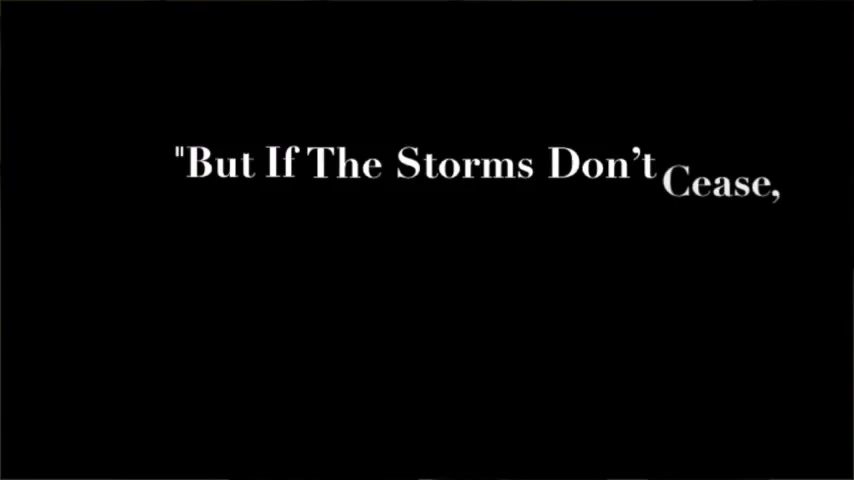 "But If The Storms Don’t Cease,